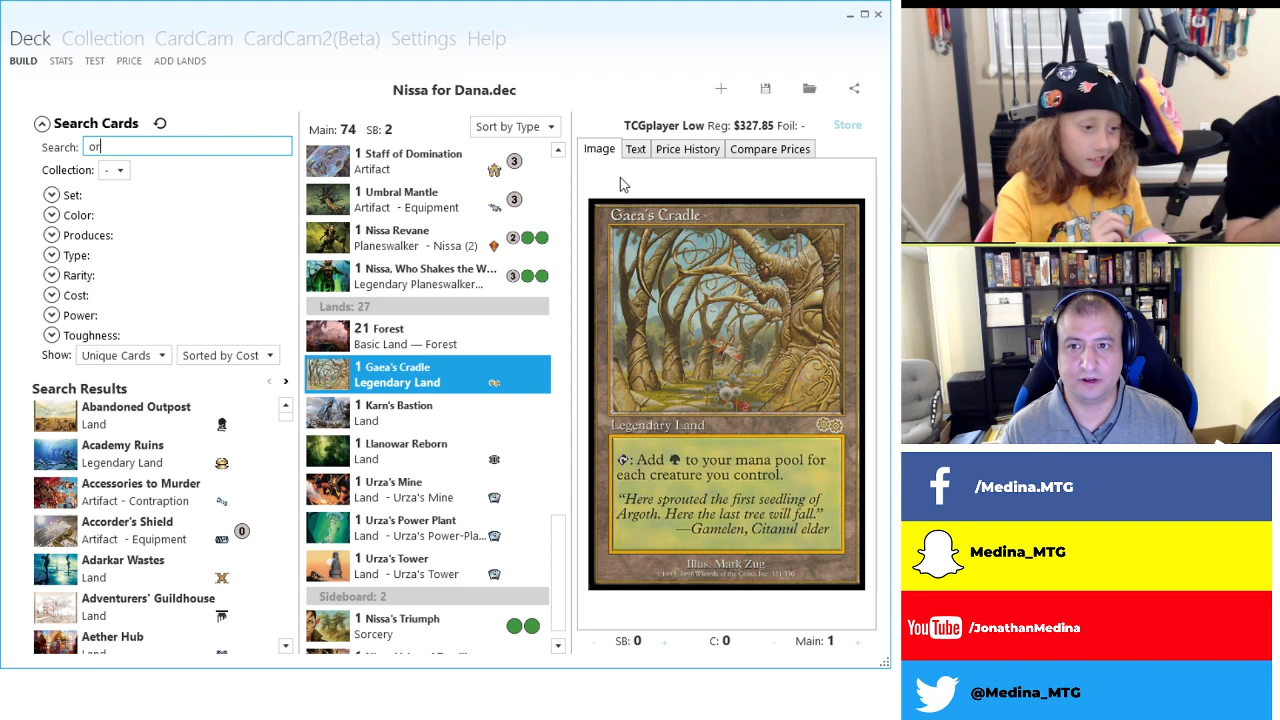 Deck Collection CardCam CardCam2(Beta) Settings Help
BUILD STATS TEST PRICE ADD LANDS
Nissa for Dana.dec
Search Cards
Search: or
Collection: -
Set:
Color:
Produces:
Type:
Rarity:
Cost:
Power:
Toughness:
Show: Unique Cards Sorted by Cost
Search Results
Abandoned Outpost
Land
Academy Ruins
Legendary Land
Accessories to Murder
Artifact - Contraption
Accorder's Shield
Artifact - Equipment
0
Adarkar Wastes
Land
Adventurers' Guildhouse
Land
Aether Hub
Land
Main: 74 SB: 2
Sort by Type
1 Staff of Domination
Artifact
3
1 Umbral Mantle
Artifact - Equipment
3
1 Nissa Revane
Planeswalker - Nissa (2)
2
1 Nissa, Who Shakes the W...
Legendary Planeswalker...
3
Lands: 27
21 Forest
Basic Land — Forest
1 Gaea's Cradle
Legendary Land
1 Karn's Bastion
Land
1 Llanowar Reborn
Land
1 Urza's Mine
Land - Urza's Mine
1 Urza's Power Plant
Land - Urza's Power-Pla...
1 Urza's Tower
Land - Urza's Tower
Sideboard: 2
1 Nissa's Triumph
Sorcery
TCGplayer Low Reg: $327.85 Foil: - Store
Image Text Price History Compare Prices
Gaea's Cradle
Legendary Land
: Add to your mana pool for
each creature you control.
“Here sprouted the first seedling of
Argoth. Here the last tree will fall.”
—Gamelen, Citanul elder
Illus. Mark Zug
- SB: 0 + - C: 0 + - Main: 1 +
/Medina.MTG
Medina_MTG
YouTube /JonathanMedina
@Medina_MTG